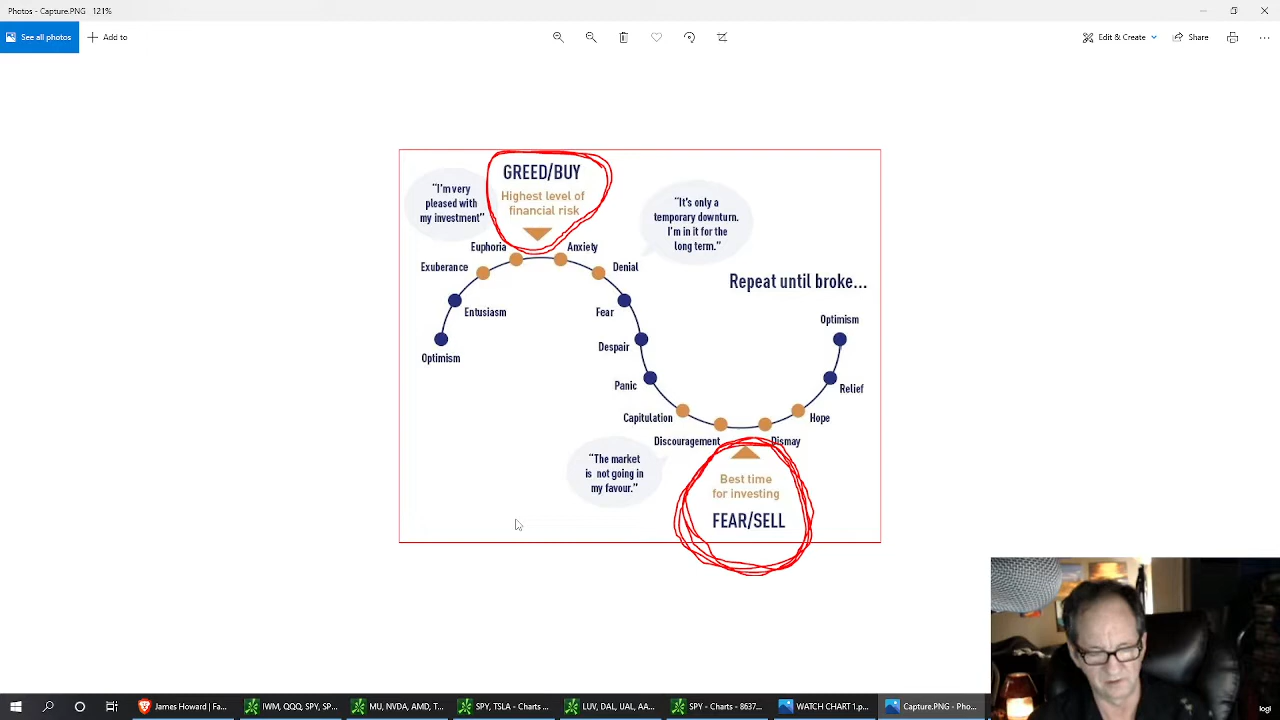 Photos - Capture.PNG - 121%
See all photos
Add to
Edit & Create
Share
GREED/BUY
Highest level of
financial risk
"I'm very
pleased with
my investment"
"It's only a
temporary downturn.
I'm in it for the
long term."
Euphoria
Anxiety
Exuberance
Denial
Repeat until broke...
Entusiasm
Fear
Optimism
Despair
Optimism
Panic
Relief
Capitulation
Hope
Discouragement
Dismay
"The market
is not going in
my favour."
Best time
for investing
FEAR/SELL
James Howard | Fa...
IWM, QQQ, SPY, SP...
MU, NVDA, AMD, T...
SPY, TSLA - Charts ...
LUV, DAL, UAL, AA...
SPY - Charts - 8637...
WATCH CHART 1.p...
Capture.PNG - Pho...
logi